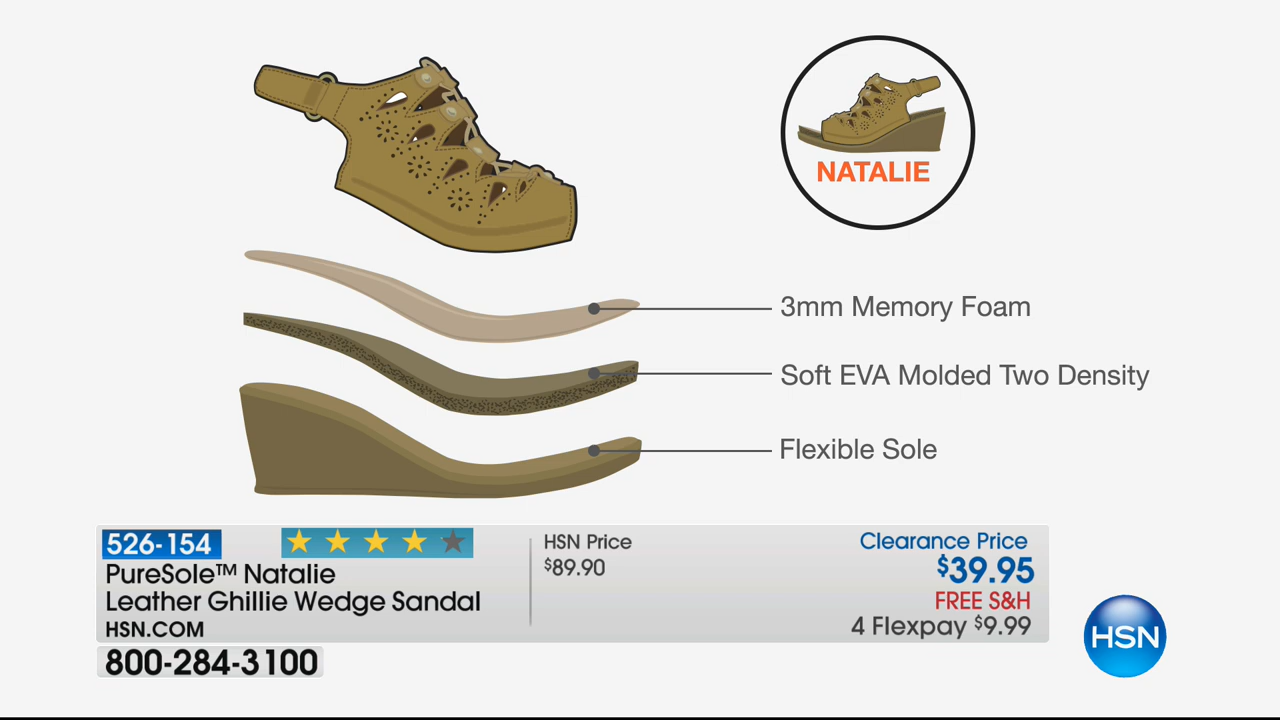 NATALIE
3mm Memory Foam
Soft EVA Molded Two Density
Flexible Sole
526-154
PureSole™ Natalie
Leather Ghillie Wedge Sandal
HSN.COM
800-284-3100
HSN Price
$89.90
Clearance Price
$39.95
FREE S&H
4 Flexpay $9.99
HSN